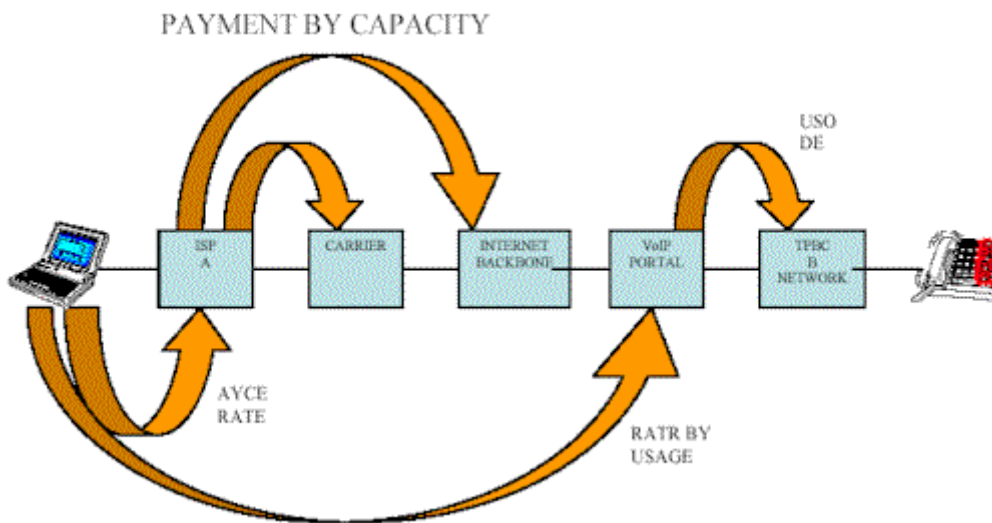 PAYMENT BY CAPACITY
USO
DE
ISP
A
CARRIER
INTERNET
BACKBONE
VoIP
PORTAL
TPBC
B
NETWORK
AYCE
RATE
RATR BY
USAGE